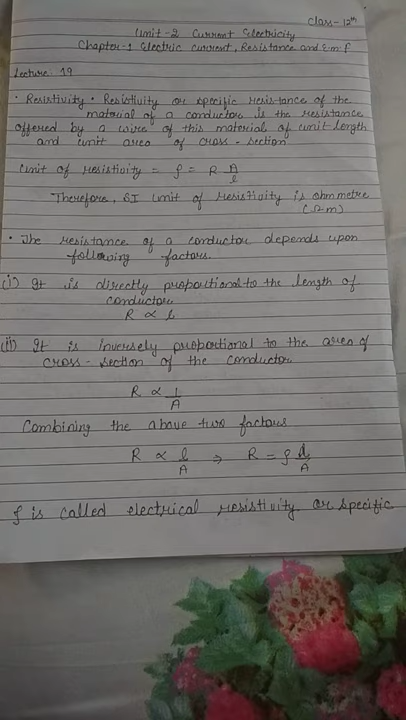 Class- 12th
Unit-2 Current Electricity
Chapter-1 Electric current, Resistance and E.m.f
Lecture: 19
• Resistivity • Resistivity or specific resistance of the
material of a conductor is the resistance
offered by a wire of this material of unit length
and unit area of cross-section
Unit of resistivity = ρ = R A/l
Therefore, SI unit of resistivity is ohm metre
(Ω m)
• The resistance of a conductor depends upon
following factors.
(i) It is directly proportional to the length of
conductor.
R ∝ l
(ii) It is inversely proportional to the area of
cross-section of the conductor.
R ∝ 1/A
Combining the above two factors
R ∝ l/A ⇒ R = ρ l/A
ρ is called electrical resistivity or specific